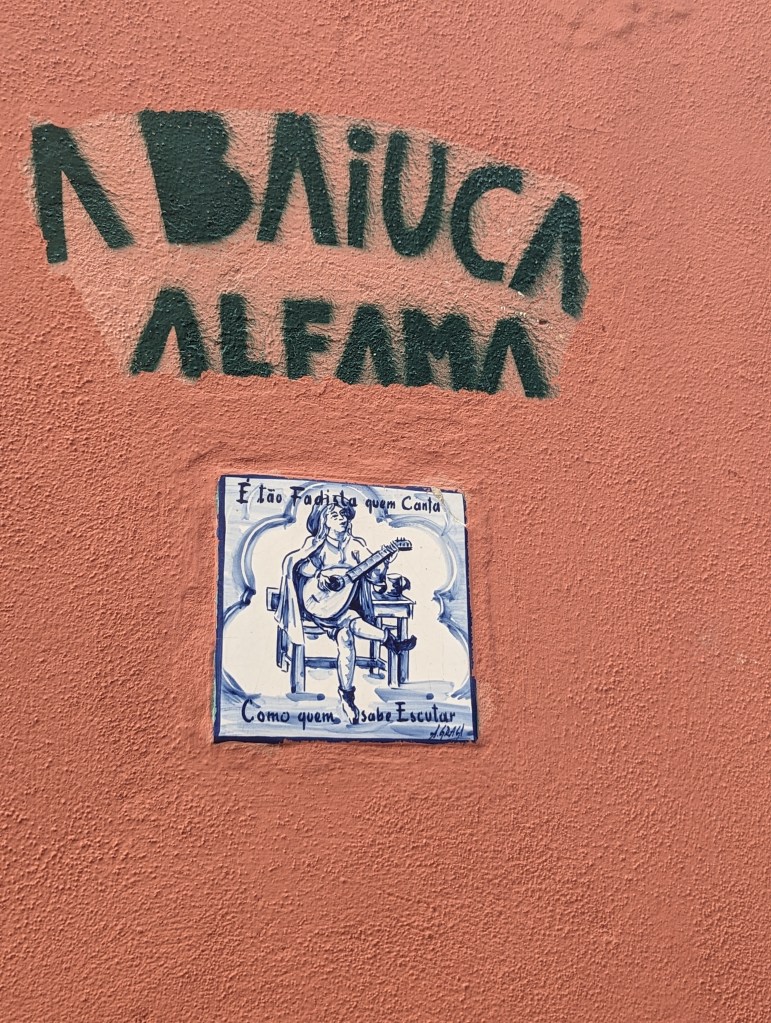 A BAiUCA
ALFAMA
É tão Fadista quem Canta
Como quem sabe Escutar